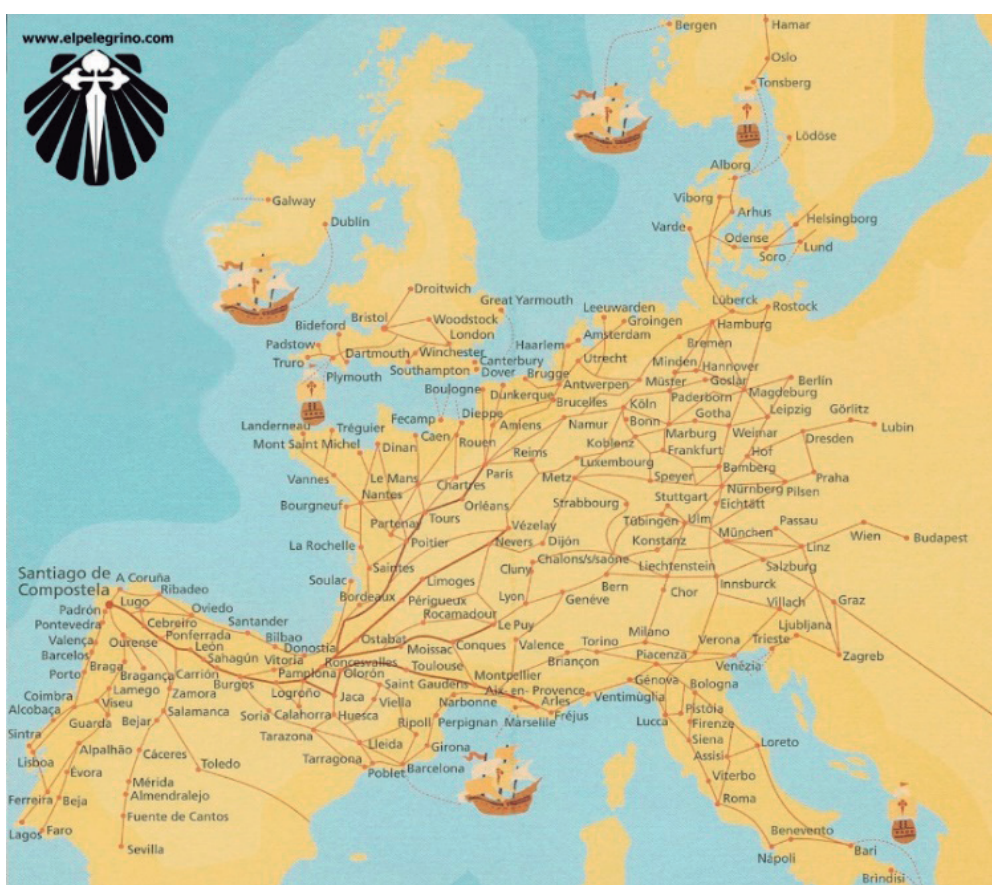 www.elpelegrino.com
Bergen
Hamar
Oslo
Tonsberg
Lödöse
Alborg
Viborg
Arhus
Helsingborg
Varde
Odense
Soro
Lund
Galway
Dublín
Droitwich
Great Yarmouth
Leeuwarden
Lüberck
Rostock
Bristol
Woodstock
Groingen
Hamburg
Bideford
London
Amsterdam
Bremen
Padstow
Haarlem
Truro
Dartmouth
Winchester
Canterbury
Utrecht
Minden
Hannover
Plymouth
Southampton
Dover
Brugge
Antwerpen
Müster
Goslar
Berlín
Boulogne
Dunkerque
Brucelles
Paderborn
Magdeburg
Landerneau
Tréguier
Fecamp
Dieppe
Köln
Gotha
Leipzig
Görlitz
Mont Saint Michel
Dinan
Caen
Rouen
Amiens
Namur
Bonn
Marburg
Weimar
Dresden
Lubin
Koblenz
Frankfurt
Hof
Reims
Luxembourg
Bamberg
Vannes
Le Mans
Paris
Metz
Speyer
Nürnberg
Praha
Pilsen
Nantes
Chartres
Bourgneuf
Orléans
Strabbourg
Stuttgart
Eichtätt
Partenay
Tours
Vézelay
Tübingen
Ulm
Passau
La Rochelle
Poitier
Nevers
Dijón
Konstanz
München
Linz
Wien
Budapest
Saintes
Cluny
Chalons/s/saône
Liechtenstein
Salzburg
Soulac
Limoges
Bern
Chor
Innsburck
Santiago de
Compostela
A Coruña
Ribadeo
Bordeaux
Périgueux
Lyon
Genéve
Villach
Graz
Padrón
Lugo
Oviedo
Rocamadour
Pontevedra
Cebreiro
Santander
Le Puy
Ljubljana
Valença
Ourense
Ponferrada
Bilbao
Ostabat
Conques
Valence
Torino
Milano
Verona
Trieste
Barcelos
León
Donostía
Moissac
Briançón
Piacenza
Venézia
Zagreb
Braga
Sahagún
Vitoria
Roncesvalles
Toulouse
Porto
Bragança
Carrión
Pamplona
Olorón
Montpellier
Génova
Lamego
Burgos
Saint Gaudens
Aix-en- Provence
Ventimùglia
Bologna
Coimbra
Zamora
Logroño
Jaca
Viella
Narbonne
Arles
Alcobaça
Viseu
Soria
Calahorra
Huesca
Ripoll
Perpignan
Marselile
Fréjus
Lucca
Pistòia
Guarda
Bejar
Salamanca
Firenze
Sintra
Tarazona
Lleida
Girona
Siena
Loreto
Lisboa
Alpalhão
Cáceres
Tarragona
Assisi
Évora
Toledo
Poblet
Barcelona
Viterbo
Ferreira
Beja
Mérida
Almendralejo
Roma
Fuente de Cantos
Benevento
Lagos
Faro
Sevilla
Nápoli
Bari
Brìndisi